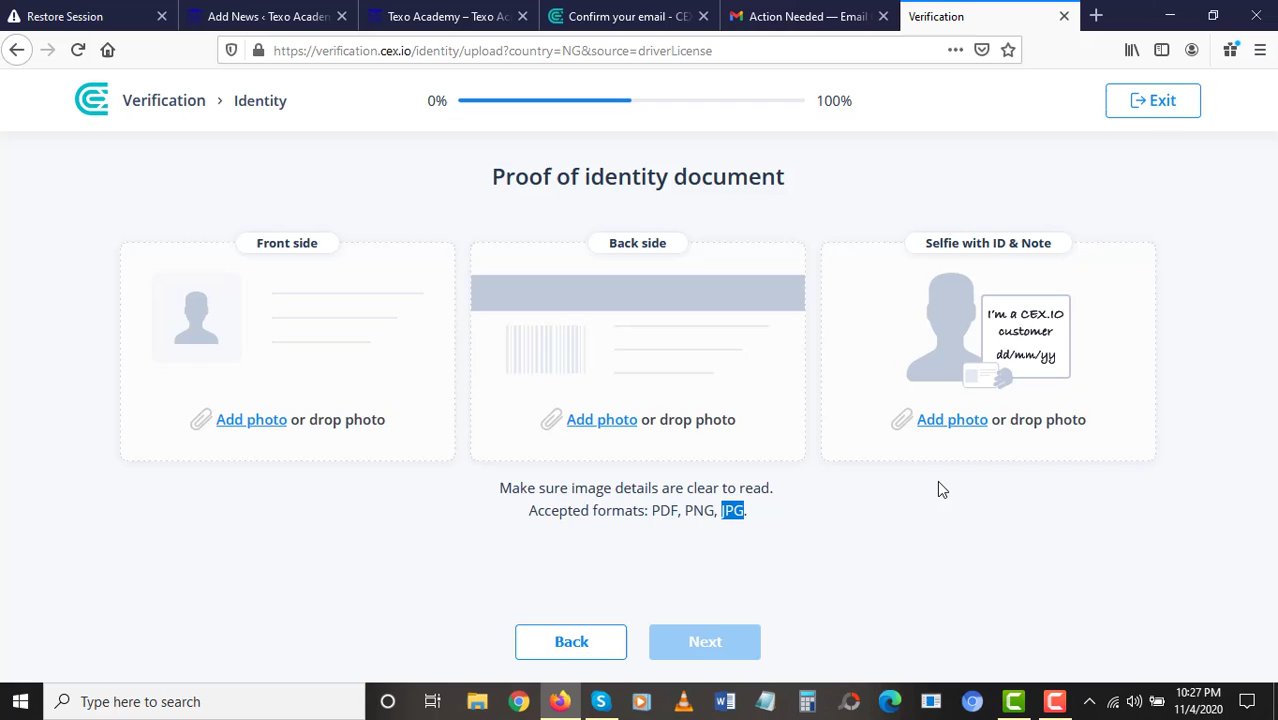 Restore Session
Add News ‹ Texo Academ
Texo Academy – Texo Ac
Confirm your email - CEX
Action Needed — Email
Verification
https://verification.cex.io/identity/upload?country=NG&source=driverLicense
Verification › Identity
0%
100%
Exit
Proof of identity document
Front side
Back side
Selfie with ID & Note
I'm a CEX.IO
customer
dd/mm/yy
Add photo or drop photo
Add photo or drop photo
Add photo or drop photo
Make sure image details are clear to read.
Accepted formats: PDF, PNG, JPG.
Back
Next
Type here to search
10:27 PM
11/4/2020